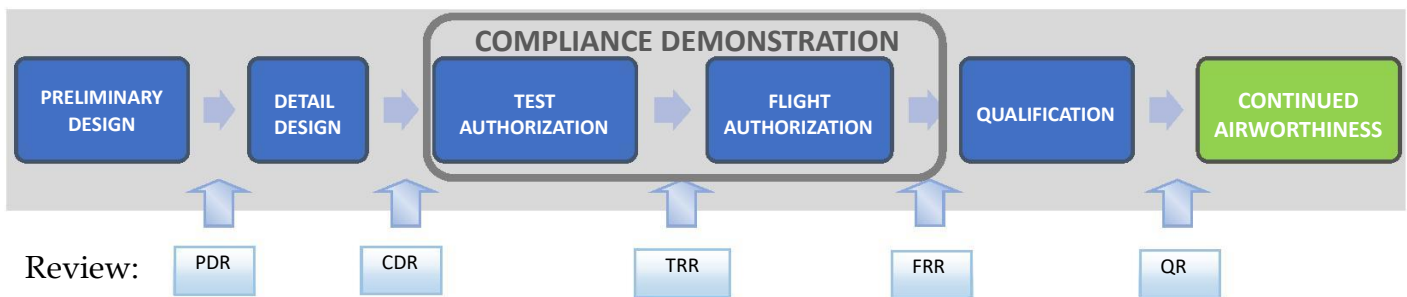 COMPLIANCE DEMONSTRATION
PRELIMINARY
DESIGN
DETAIL
DESIGN
TEST
AUTHORIZATION
FLIGHT
AUTHORIZATION
QUALIFICATION
CONTINUED
AIRWORTHINESS
Review:
PDR
CDR
TRR
FRR
QR